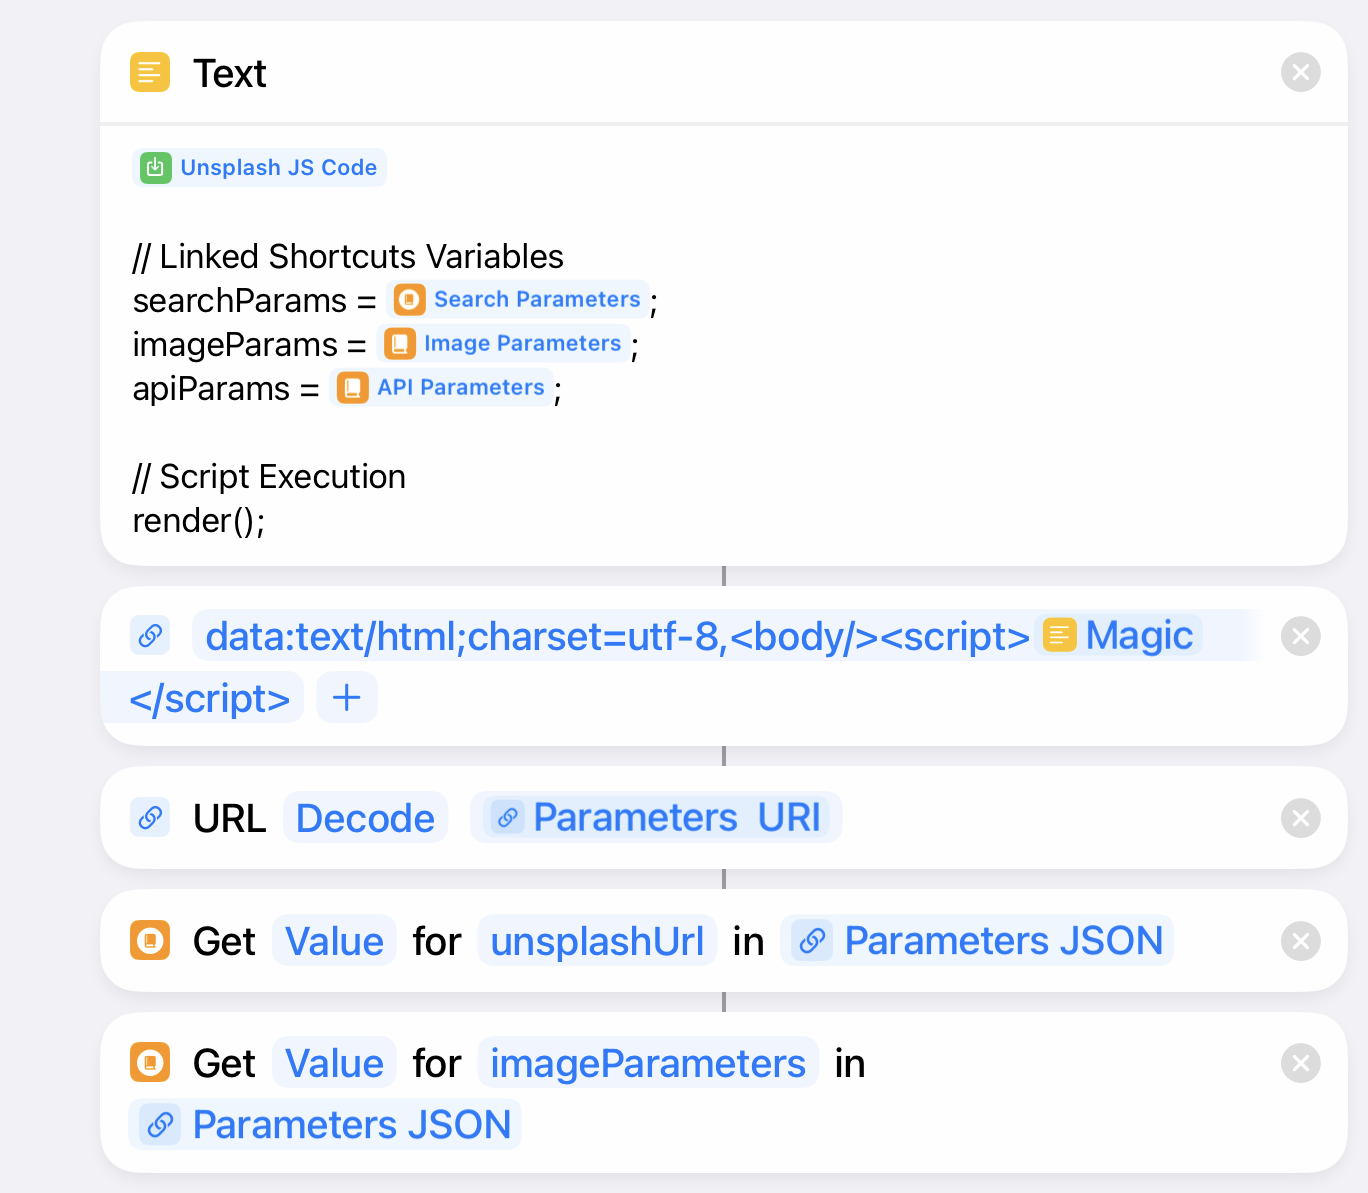 Text
Unsplash JS Code
// Linked Shortcuts Variables
searchParams = Search Parameters ;
imageParams = Image Parameters ;
apiParams = API Parameters ;
// Script Execution
render();
data:text/html;charset=utf-8,<body/><script> Magic
</script> +
URL Decode Parameters URI
Get Value for unsplashUrl in Parameters JSON
Get Value for imageParameters in
Parameters JSON